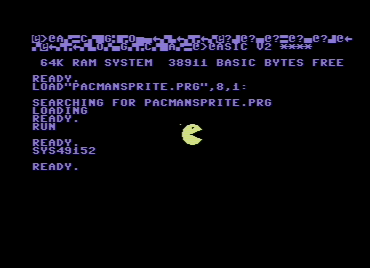 BASIC V2 ****
64K RAM SYSTEM  38911 BASIC BYTES FREE
READY.
LOAD"PACMANSPRITE.PRG",8,1:
SEARCHING FOR PACMANSPRITE.PRG
LOADING
READY.
RUN
READY.
SYS49152
READY.